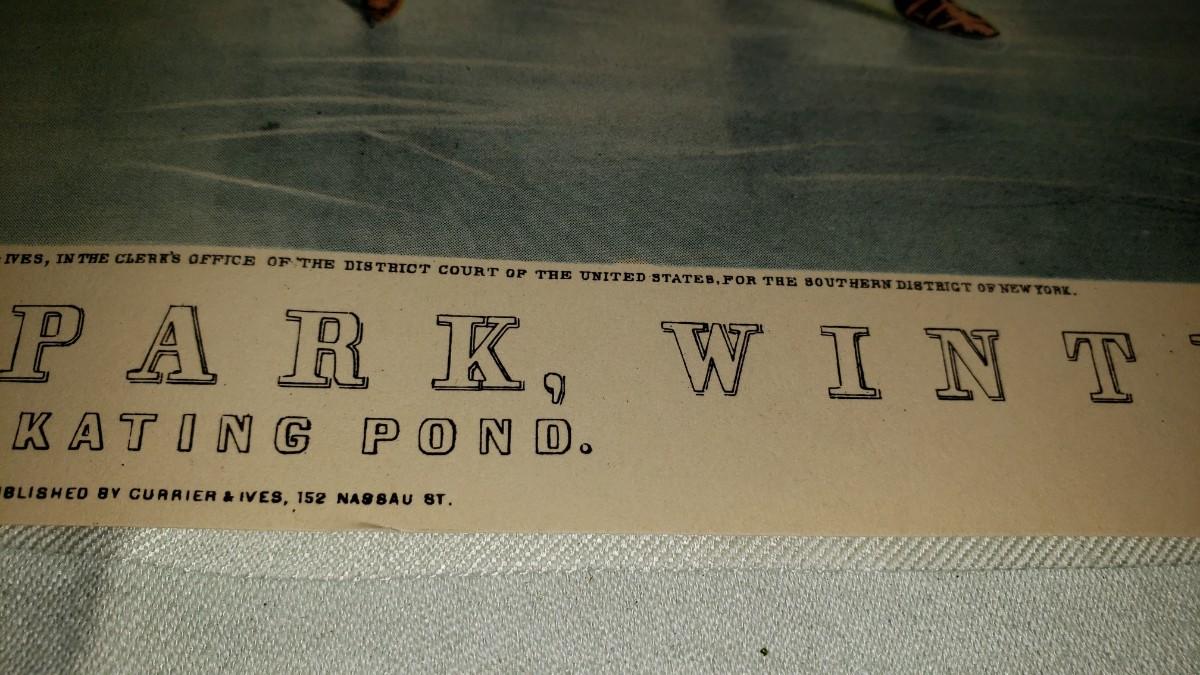 IVES, IN THE CLERK'S OFFICE OF THE DISTRICT COURT OF THE UNITED STATES, FOR THE SOUTHERN DISTRICT OF NEW YORK.
PARK, WINT
KATING POND.
BLISHED BY CURRIER & IVES, 152 NASSAU ST.